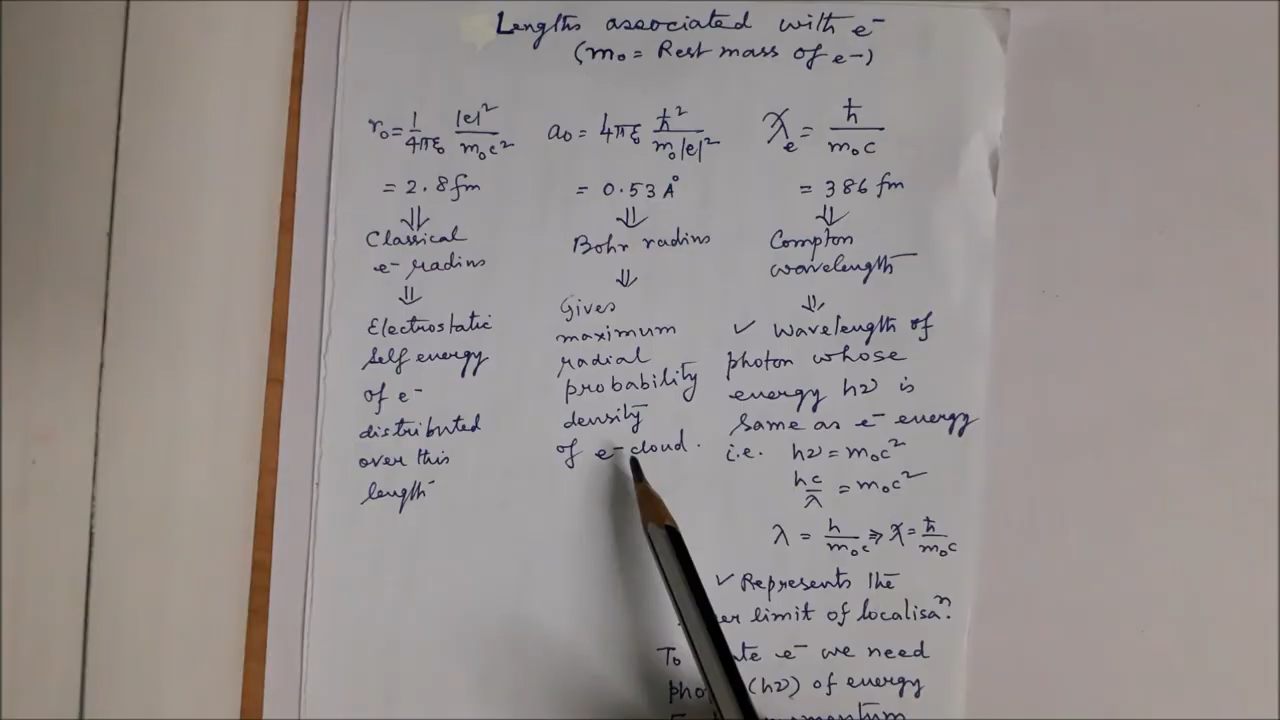 Lengths associated with e⁻
(m₀ = Rest mass of e⁻)
r₀ = 1/4πε₀ |e|²/m₀c²
= 2.8 fm
⇓
Classical
e⁻ radius
⇓
Electrostatic
Self energy
of e⁻
distributed
over this
length
a₀ = 4πε₀ ħ²/m₀|e|²
= 0.53 Å
⇓
Bohr radius
⇓
Gives
maximum
radial
probability
density
of e⁻ cloud.
ƛₑ = ħ/m₀c
= 386 fm
⇓
Compton
wavelength
⇓
✓ Wavelength of
photon whose
energy hν is
same as e⁻ energy
i.e. hν = m₀c²
hc/λ = m₀c²
λ = h/m₀c ⇒ ƛ = ħ/m₀c
✓ Represents the
limit of localisaⁿ.
To e⁻ we need
(hν) of energy